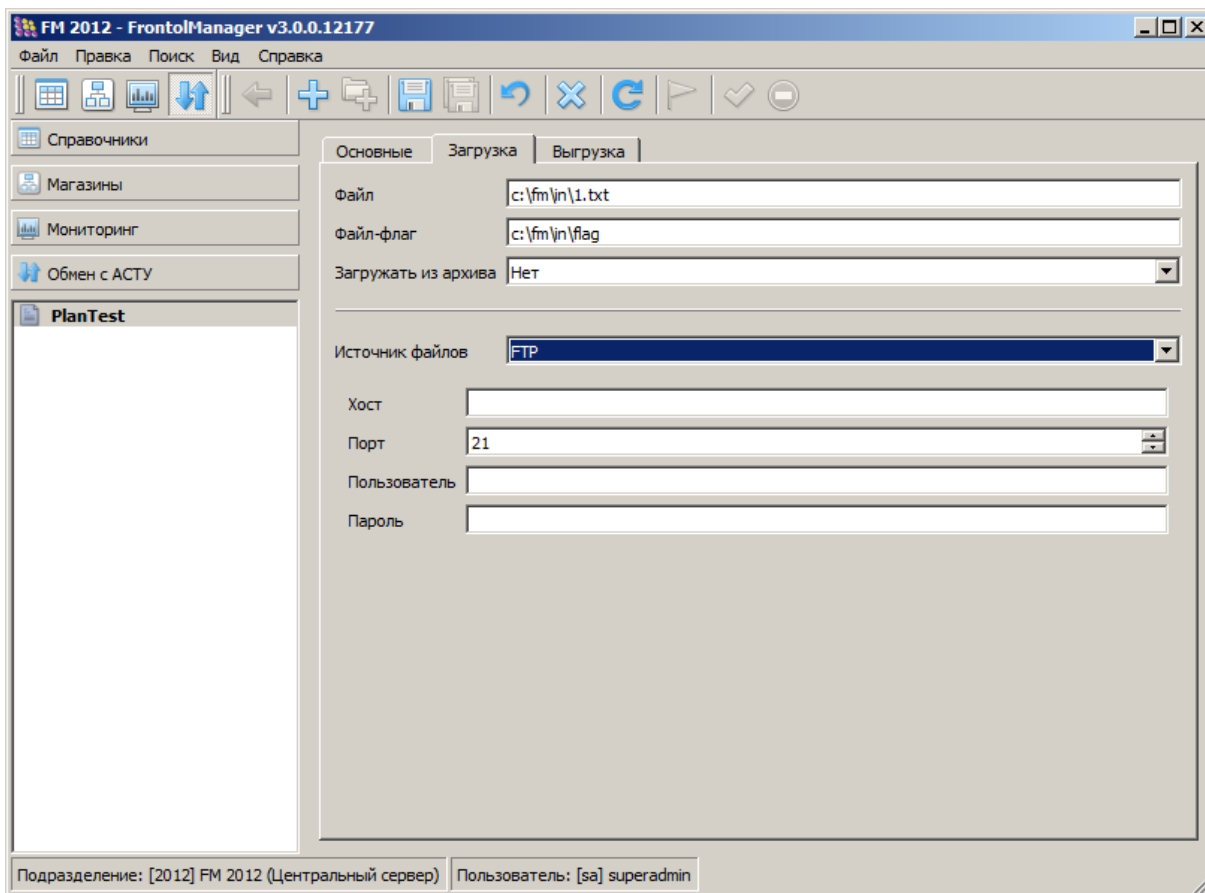 FM 2012 - FrontolManager v3.0.0.12177
Файл Правка Поиск Вид Справка
Справочники
Магазины
Мониторинг
Обмен с АСТУ
PlanTest
Основные Загрузка Выгрузка
Файл c:\fm\in\1.txt
Файл-флаг c:\fm\in\flag
Загружать из архива Нет
Источник файлов FTP
Хост
Порт 21
Пользователь
Пароль
Подразделение: [2012] FM 2012 (Центральный сервер) Пользователь: [sa] superadmin